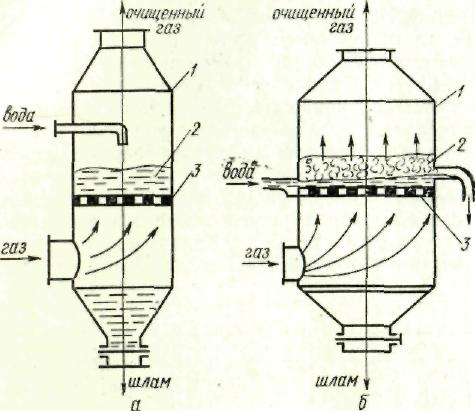 очищенный
газ
1
вода
2
3
газ
шлам
а
очищенный
газ
1
2
вода
3
газ
шлам
б